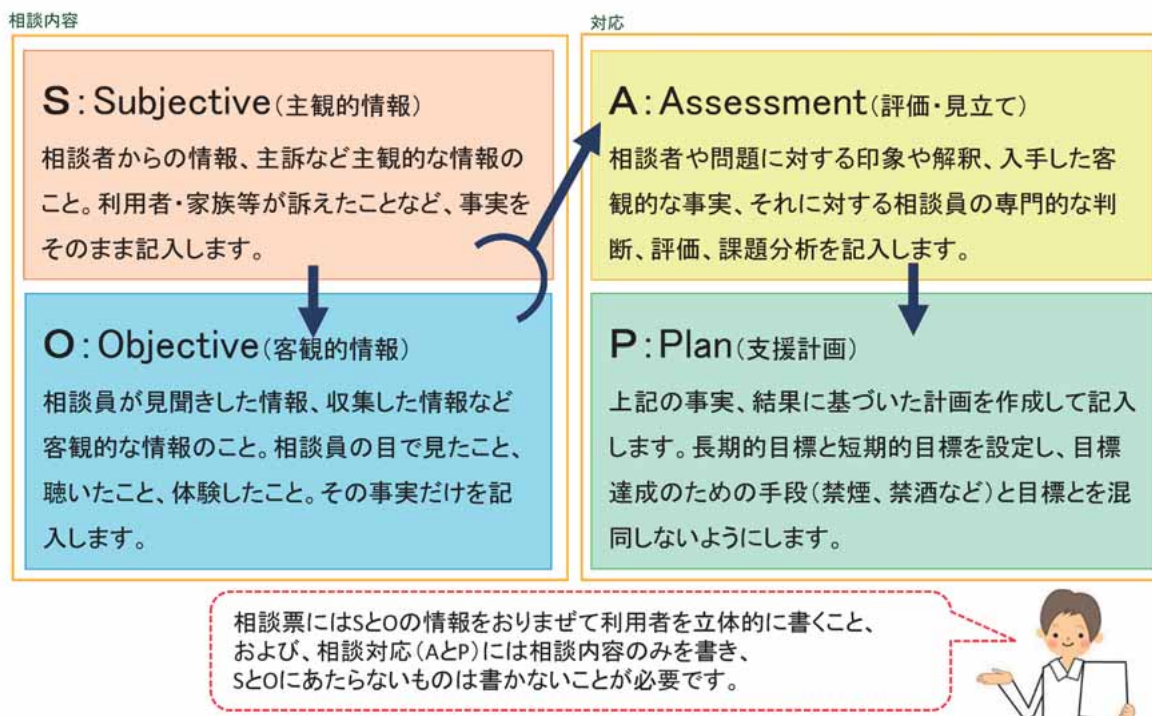 相談内容
S:Subjective(主観的情報)
相談者からの情報、主訴など主観的な情報の
こと。利用者・家族等が訴えたことなど、事実を
そのまま記入します。
O:Objective(客観的情報)
相談員が見聞きした情報、収集した情報など
客観的な情報のこと。相談員の目で見たこと、
聴いたこと、体験したこと。その事実だけを記
入します。
対応
A:Assessment(評価・見立て)
相談者や問題に対する印象や解釈、入手した客
観的な事実、それに対する相談員の専門的な判
断、評価、課題分析を記入します。
P:Plan(支援計画)
上記の事実、結果に基づいた計画を作成して記入
します。長期的目標と短期的目標を設定し、目標
達成のための手段(禁煙、禁酒など)と目標とを混
同しないようにします。
相談票にはSとOの情報をおりまぜて利用者を立体的に書くこと、
および、相談対応(AとP)には相談内容のみを書き、
SとOにあたらないものは書かないことが必要です。